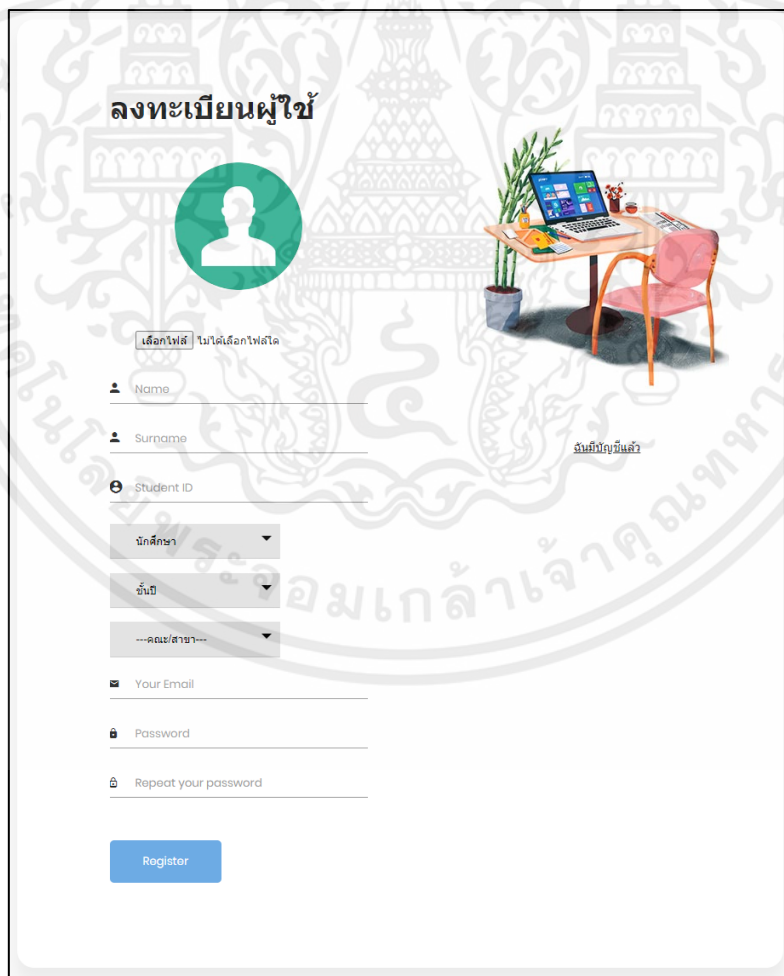 ลงทะเบียนผู้ใช้
เลือกไฟล์ ไม่ได้เลือกไฟล์ใด
Name
Surname
Student ID
นักศึกษา
ชั้นปี
---คณะ/สาขา---
Your Email
Password
Repeat your password
Register
ฉันมีบัญชีแล้ว